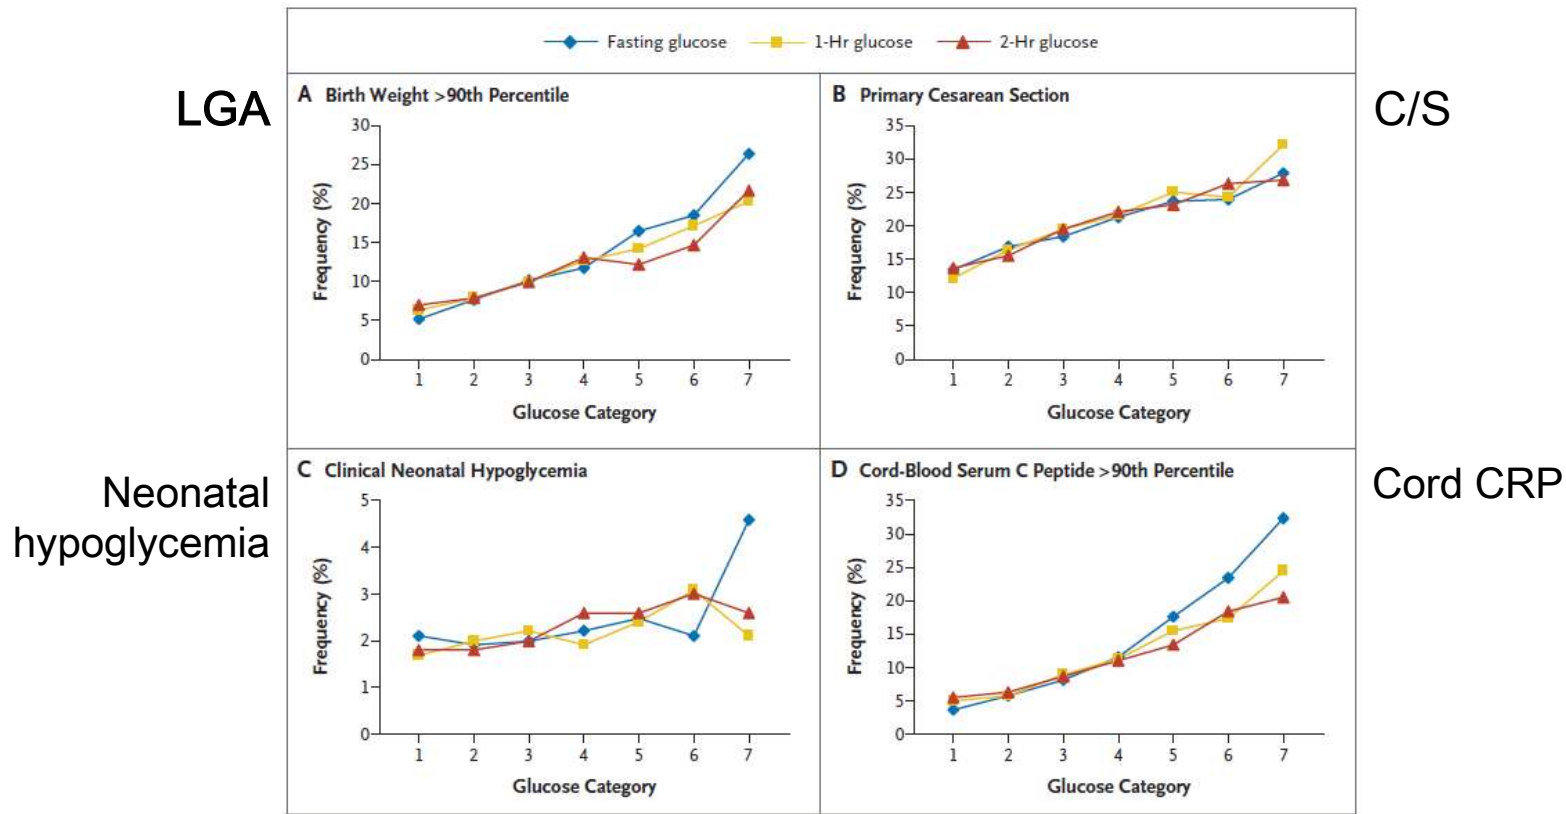 Fasting glucose 1-Hr glucose 2-Hr glucose
LGA
A Birth Weight >90th Percentile
30
25
20
15
10
5
0
Frequency (%)
1 2 3 4 5 6 7
Glucose Category
B Primary Cesarean Section
35
30
25
20
15
10
5
0
Frequency (%)
1 2 3 4 5 6 7
Glucose Category
C/S
Neonatal
hypoglycemia
C Clinical Neonatal Hypoglycemia
5
4
3
2
1
0
Frequency (%)
1 2 3 4 5 6 7
Glucose Category
D Cord-Blood Serum C Peptide >90th Percentile
35
30
25
20
15
10
5
0
Frequency (%)
1 2 3 4 5 6 7
Glucose Category
Cord CRP